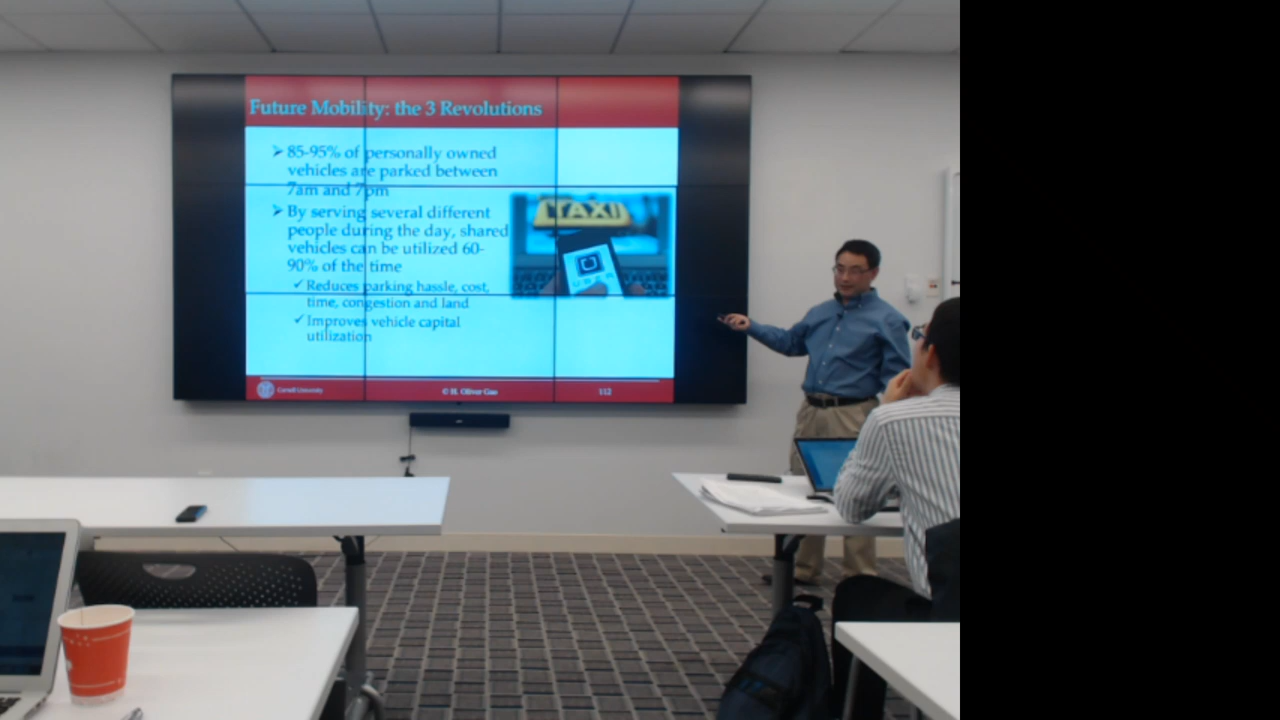 Future Mobility: the 3 Revolutions
➢ 85-95% of personally owned
vehicles are parked between
7am and 7pm
➢ By serving several different
people during the day, shared
vehicles can be utilized 60-
90% of the time
✓ Reduces parking hassle, cost,
time, congestion and land
✓ Improves vehicle capital
utilization
TAXI
UBER
Cornell University
© H. Oliver Gao
112